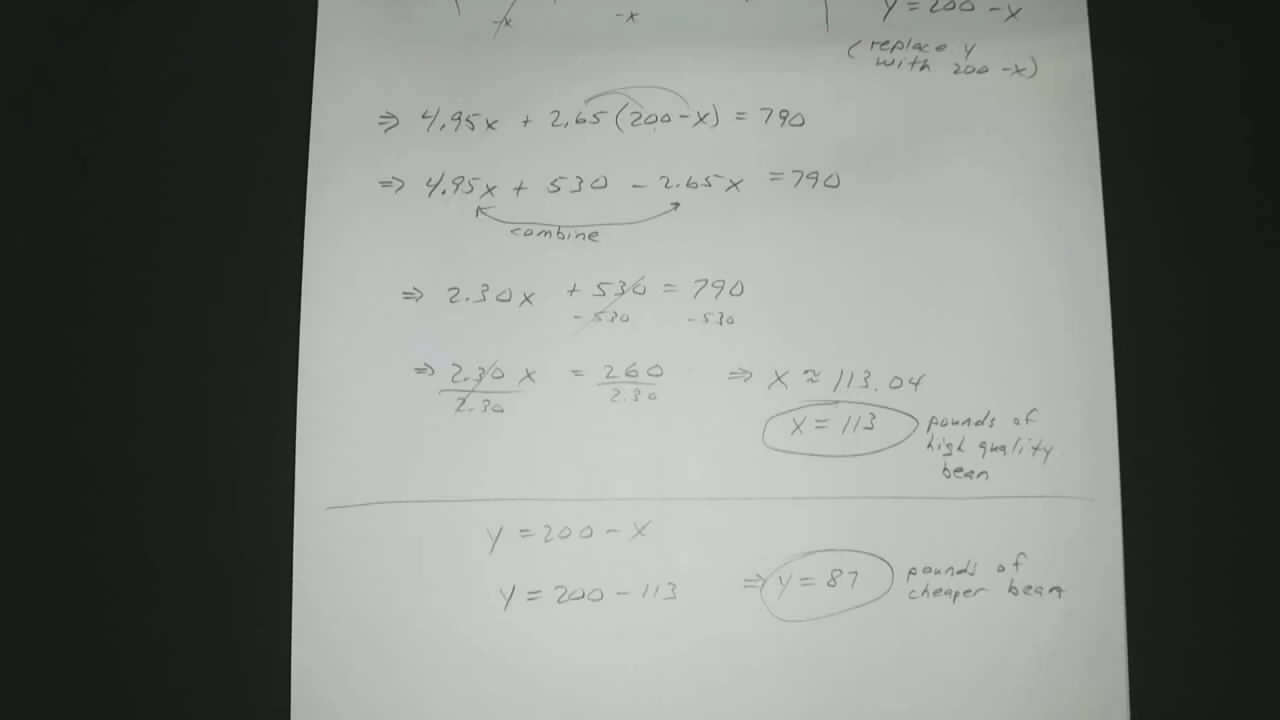 -x -x
y = 200 - x
(replace y
with 200 - x)
⇒ 4.95x + 2.65(200 - x) = 790
⇒ 4.95x + 530 - 2.65x = 790
combine
⇒ 2.30x + 530 = 790
- 530 - 530
⇒ 2.30 x = 260 ⇒ x ≈ 113.04
2.30 2.30
x = 113 pounds of
high quality
bean
y = 200 - x
y = 200 - 113 ⇒ y = 87 pounds of
cheaper bean